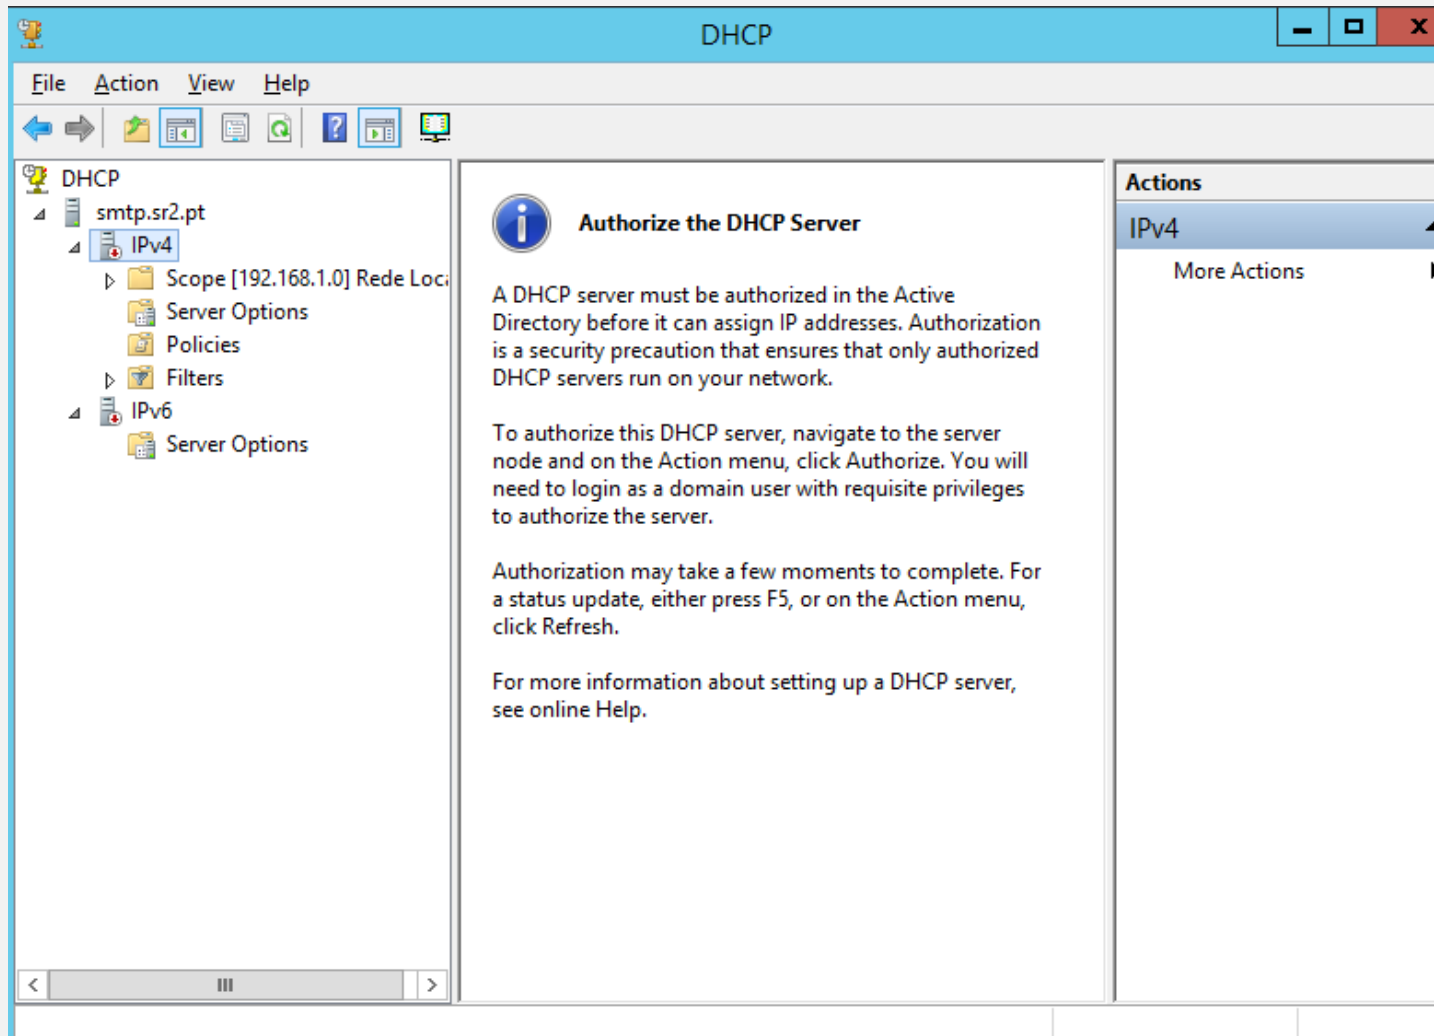 DHCP
File Action View Help
DHCP
smtp.sr2.pt
IPv4
Scope [192.168.1.0] Rede
Server Options
Policies
Filters
IPv6
Server Options
Authorize the DHCP Server
A DHCP server must be authorized in the Active
Directory before it can assign IP addresses. Authorization
is a security precaution that ensures that only authorized
DHCP servers run on your network.
To authorize this DHCP server, navigate to the server
node and on the Action menu, click Authorize. You will
need to login as a domain user with requisite privileges
to authorize the server.
Authorization may take a few moments to complete. For
a status update, either press F5, or on the Action menu,
click Refresh.
For more information about setting up a DHCP server,
see online Help.
Actions
IPv4
More Actions